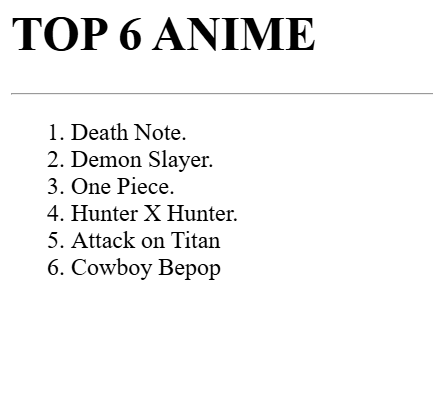 TOP 6 ANIME
1. Death Note.
2. Demon Slayer.
3. One Piece.
4. Hunter X Hunter.
5. Attack on Titan
6. Cowboy Bepop